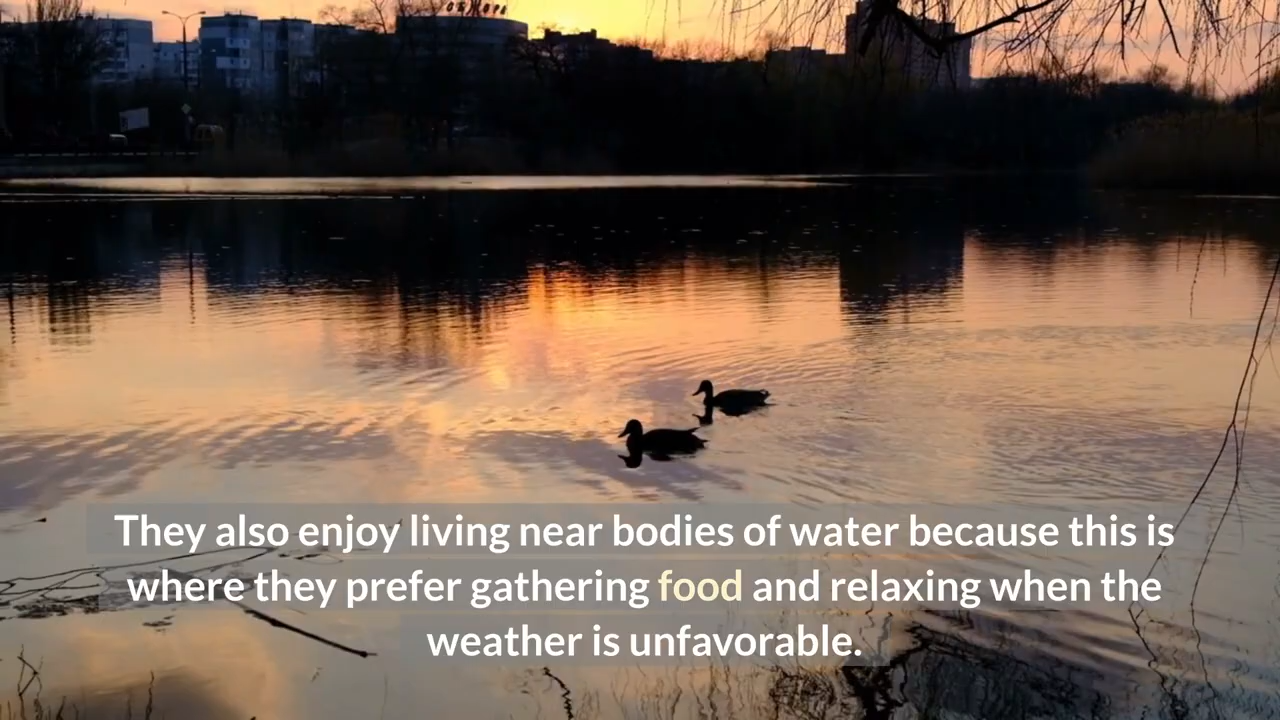 They also enjoy living near bodies of water because this is
where they prefer gathering food and relaxing when the
weather is unfavorable.